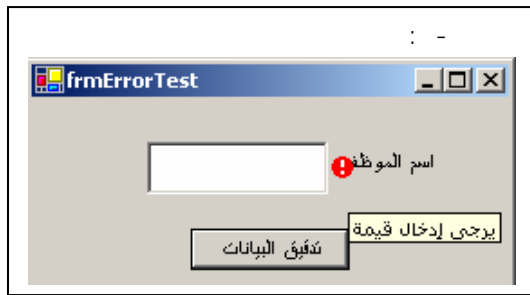 : -
frmErrorTest
اسم الموظف
يرجى إدخال قيمة
تدقيق البيانات